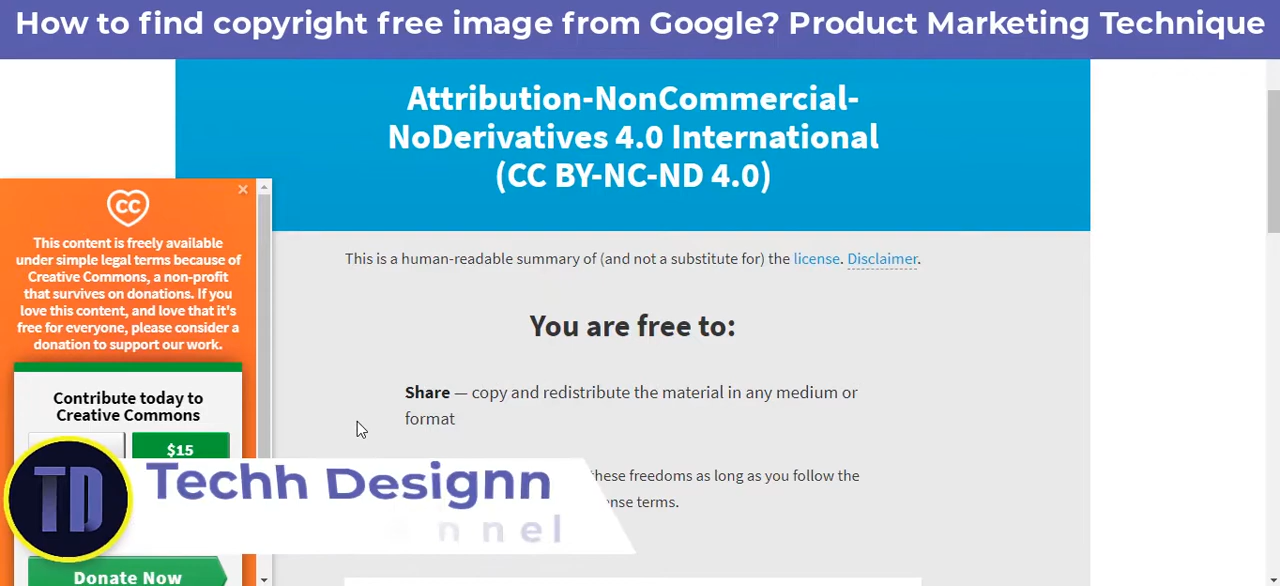 How to find copyright free image from Google? Product Marketing Technique
Attribution-NonCommercial-
NoDerivatives 4.0 International
(CC BY-NC-ND 4.0)
CC
This content is freely available
under simple legal terms because of
Creative Commons, a non-profit
that survives on donations. If you
love this content, and love that it's
free for everyone, please consider a
donation to support our work.
Contribute today to
Creative Commons
$15
Donate Now
This is a human-readable summary of (and not a substitute for) the license. Disclaimer.
You are free to:
Share — copy and redistribute the material in any medium or
format
these freedoms as long as you follow the
terms.
TD
Techh Designn